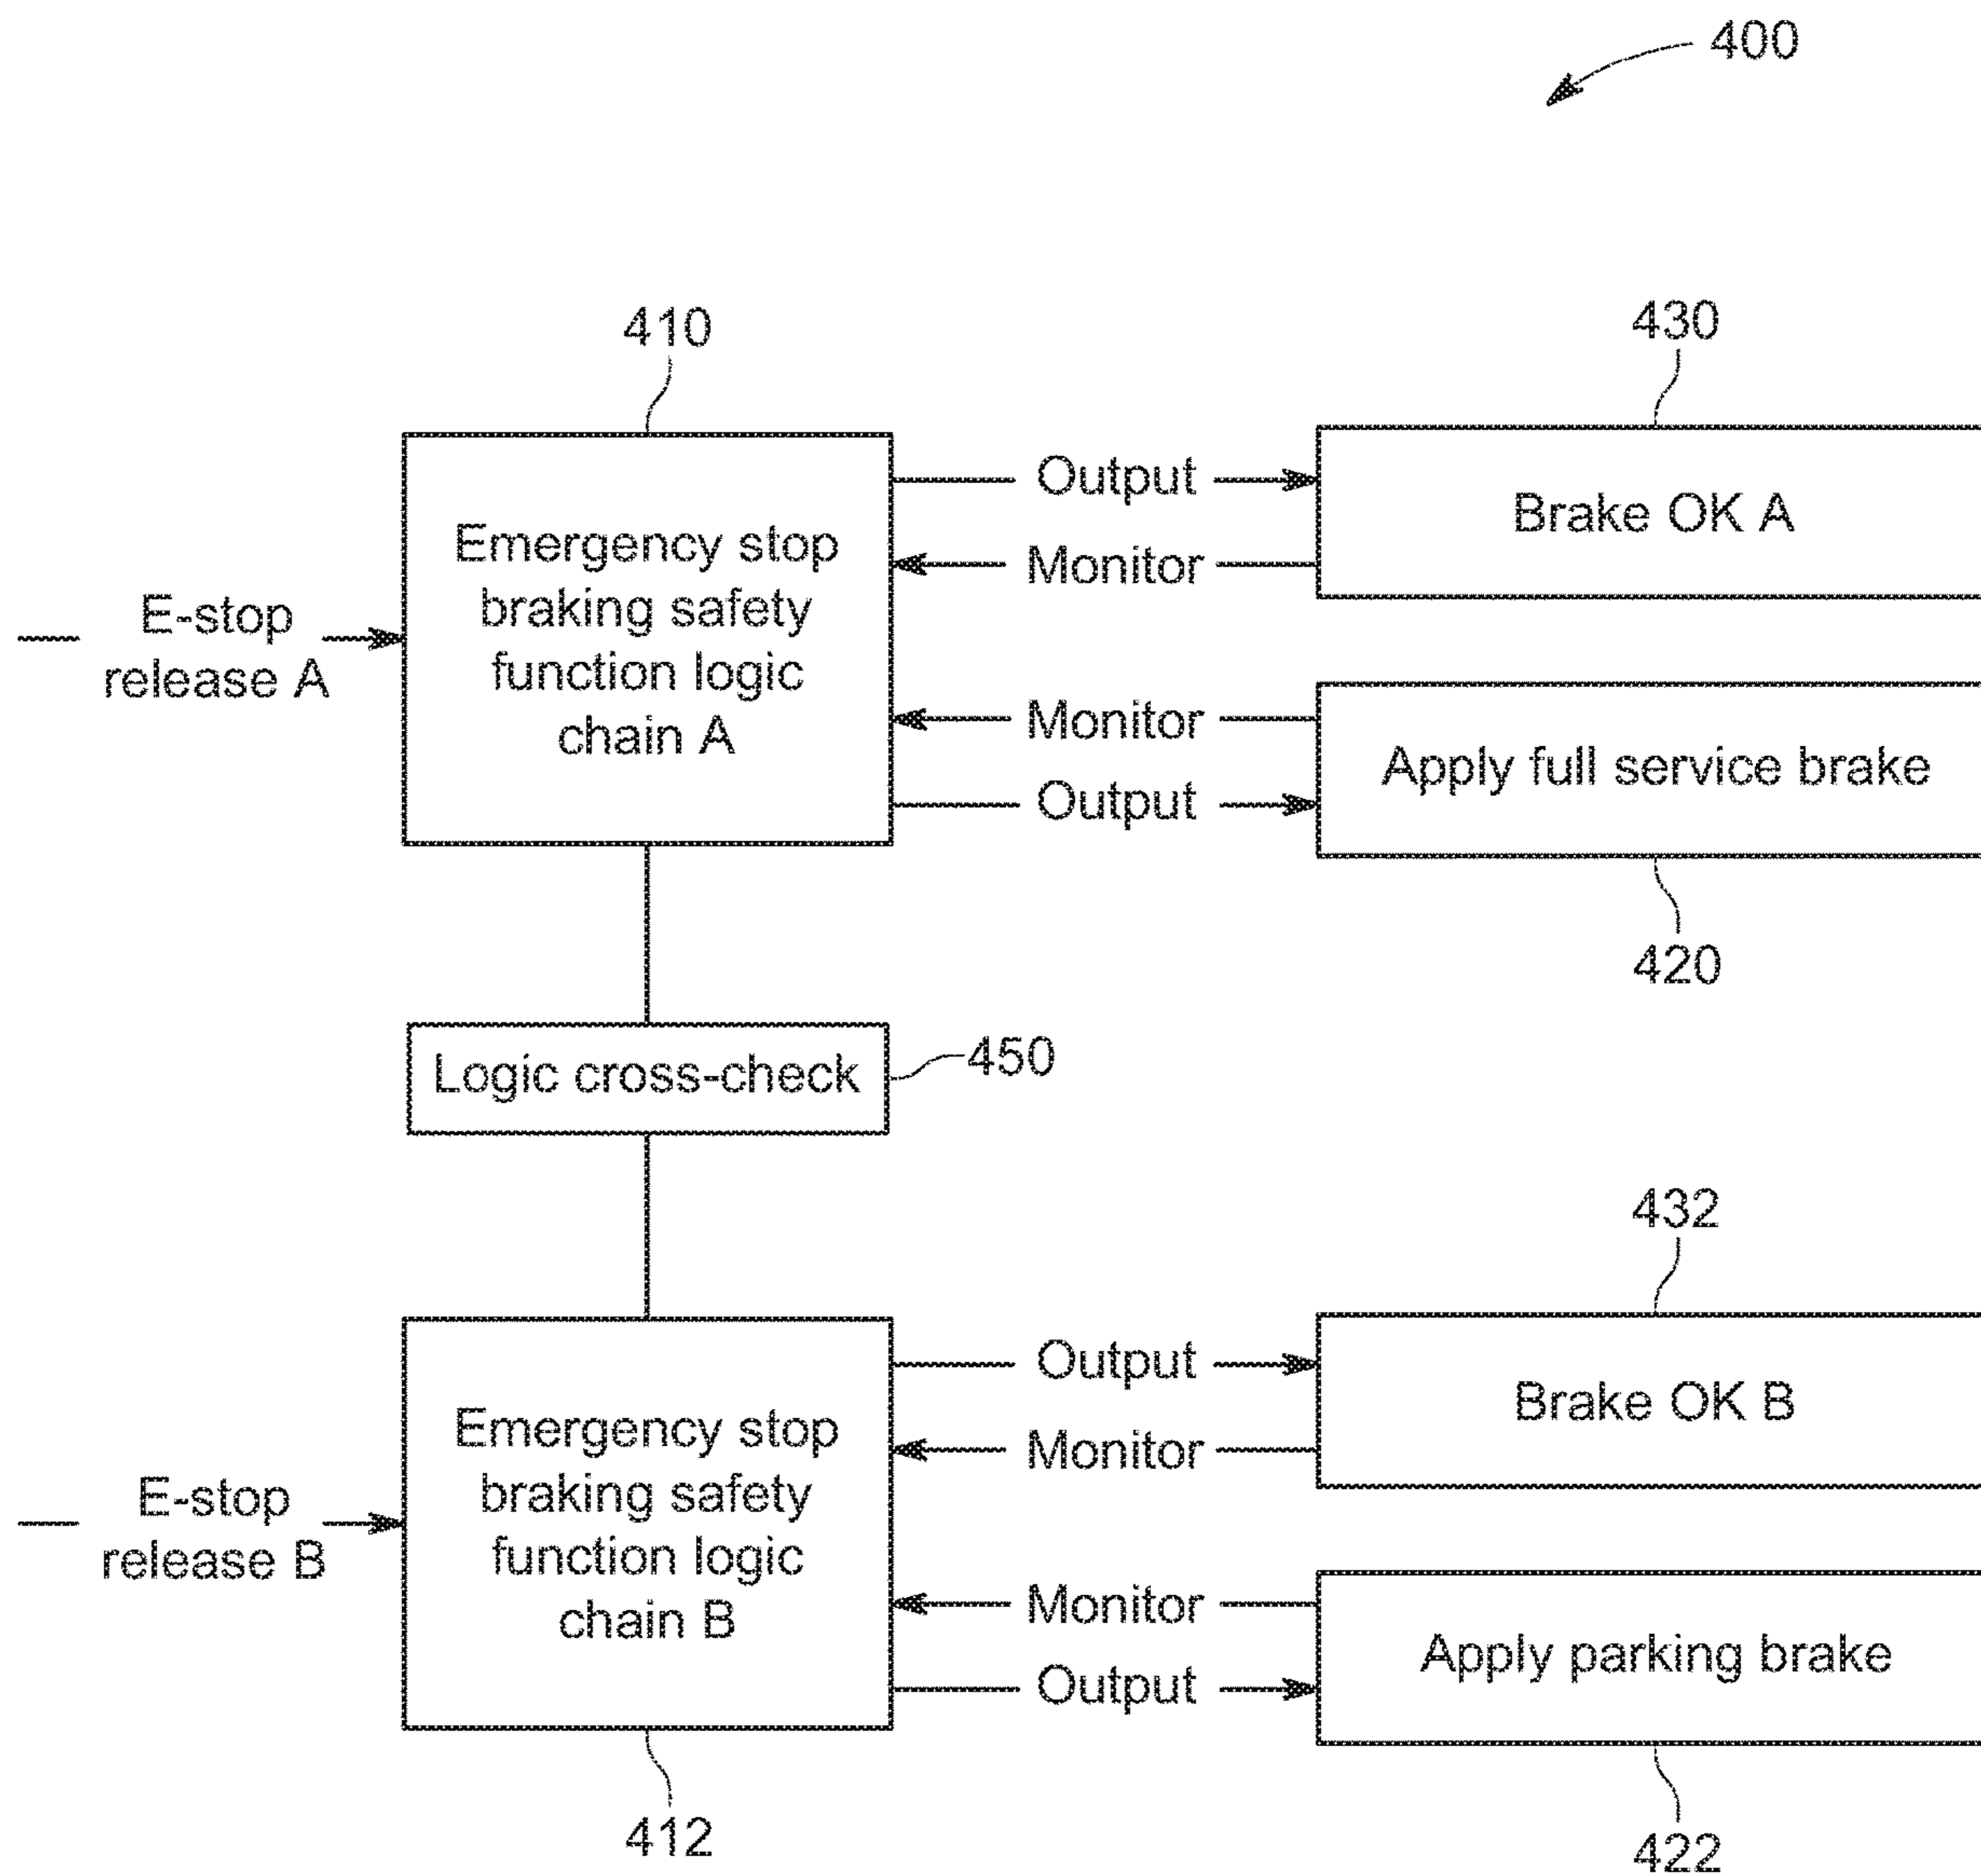 400
410
430
Output
Brake OK A
Monitor
Emergency stop
braking safety
function logic
chain A
E-stop
release A
Monitor
Apply full service brake
Output
420
Logic cross-check
450
432
Output
Brake OK B
Monitor
Emergency stop
braking safety
function logic
chain B
E-stop
release B
Monitor
Apply parking brake
Output
412
422